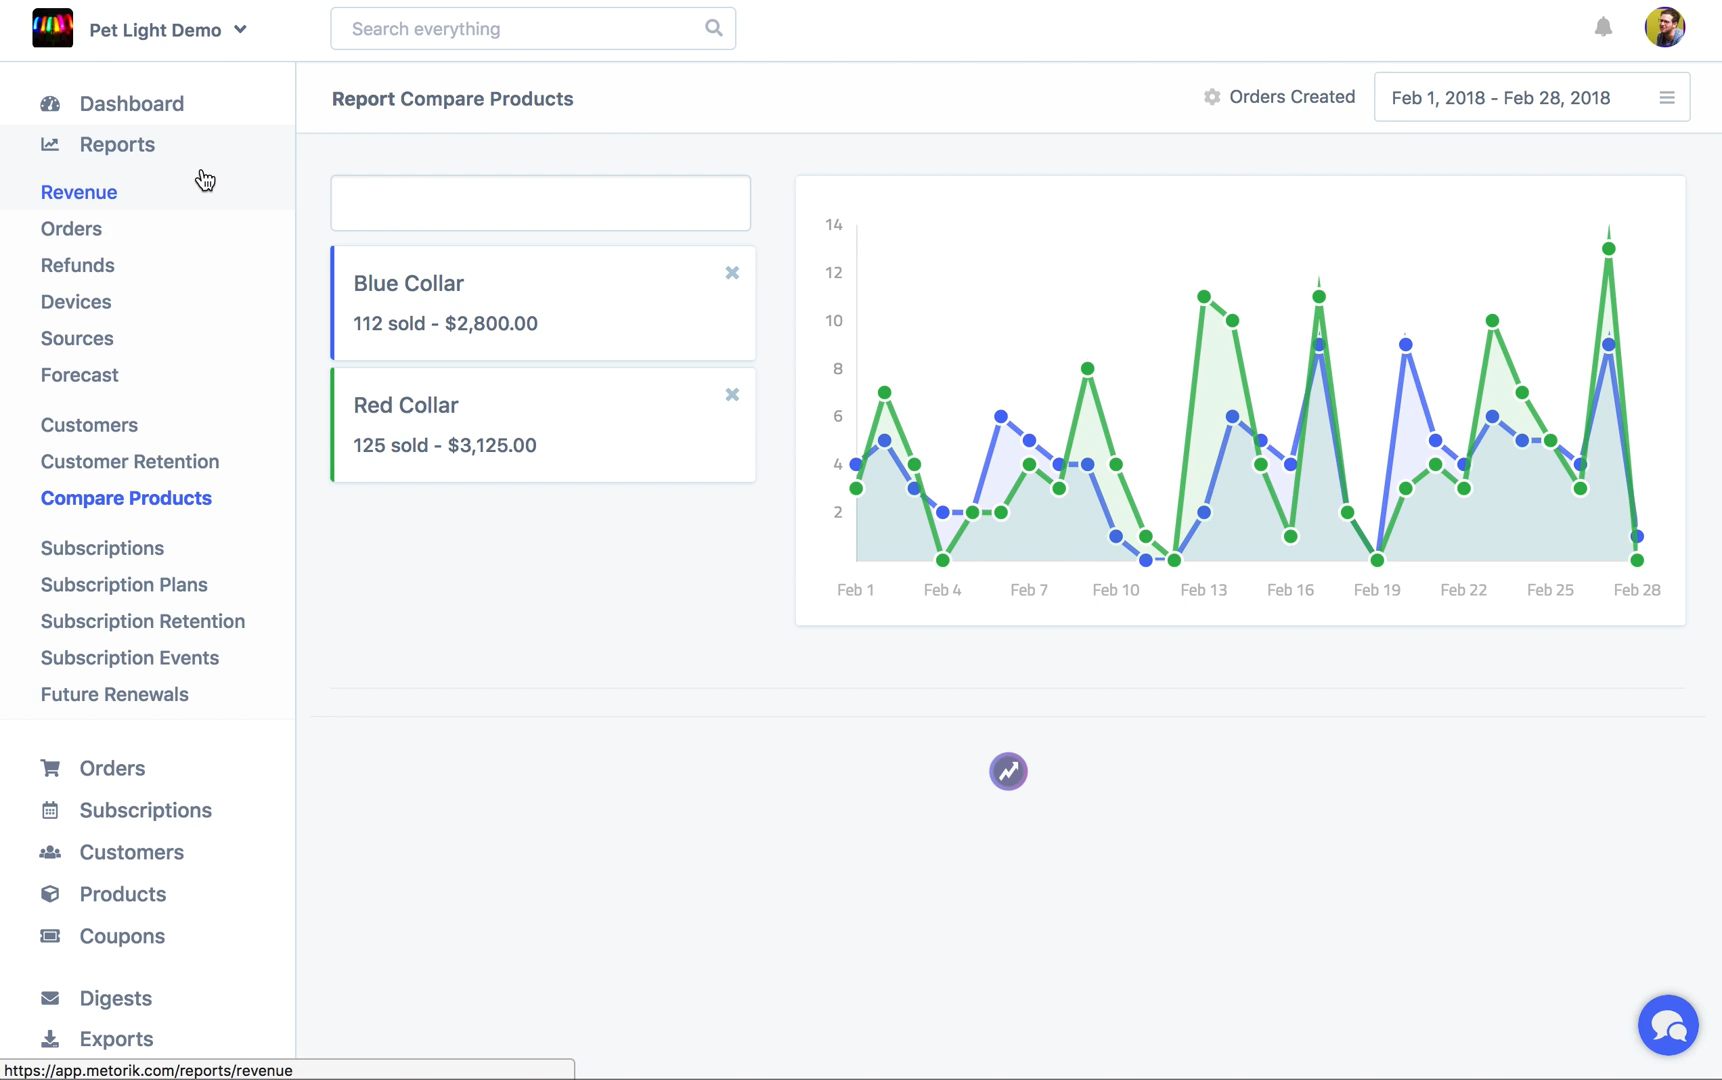 Pet Light Demo
Search everything
Dashboard
Reports
Revenue
Orders
Refunds
Devices
Sources
Forecast
Customers
Customer Retention
Compare Products
Subscriptions
Subscription Plans
Subscription Retention
Subscription Events
Future Renewals
Orders
Subscriptions
Customers
Products
Coupons
Digests
Exports
https://app.metorik.com/reports/revenue
Report Compare Products
Orders Created
Feb 1, 2018 - Feb 28, 2018
Blue Collar
112 sold - $2,800.00
Red Collar
125 sold - $3,125.00
14
12
10
8
6
4
2
Feb 1 Feb 4 Feb 7 Feb 10 Feb 13 Feb 16 Feb 19 Feb 22 Feb 25 Feb 28